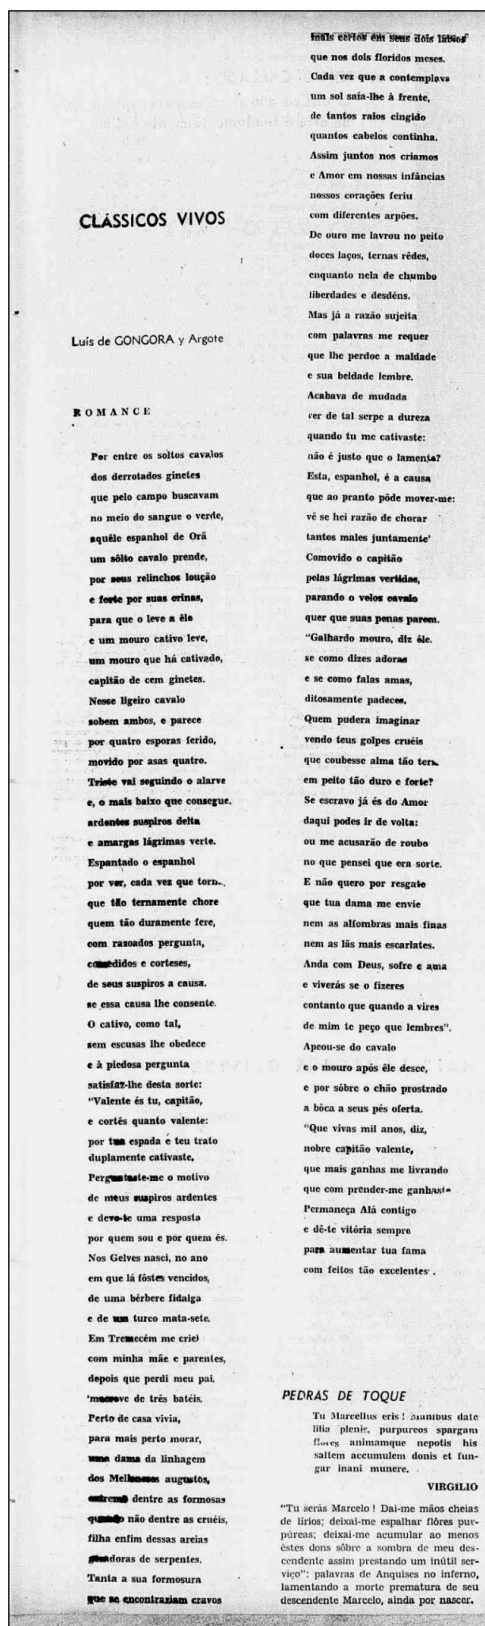 CLÁSSICOS VIVOS
Luís de GONGORA y Argote
ROMANCE
Por entre os soltos cavalos
dos derrotados ginetes
que pelo campo buscavam
no meio do sangue o verde,
aquêle espanhol de Orã
um sôlto cavalo prende,
por seus relinchos loução
e forte por suas crinas,
para que o leve a êle
e um mouro cativo leve,
um mouro que há cativado,
capitão de cem ginetes.
Nesse ligeiro cavalo
sobem ambos, e parece
por quatro esporas ferido,
movido por asas quatro.
Triste vai seguindo o alarve
e, o mais baixo que consegue,
ardentes suspiros deita
e amargas lágrimas verte.
Espantado o espanhol
por ver, cada vez que
que tão ternamente chore
quem tão duramente fere,
com razoados pergunta,
comedidos e corteses,
de seus suspiros a causa.
se essa causa lhe consente.
O cativo, como tal,
sem escusas lhe obedece
e à piedosa pergunta
satisfaz-lhe desta sorte:
"Valente és tu, capitão,
e cortês quanto valente:
por tua espada e teu trato
duplamente cativaste,
Perguntaste-me o motivo
de meus suspiros ardentes
e devo-te uma resposta
por quem sou e por quem és.
Nos Gelves nasci, no ano
em que lá fôstes vencidos,
de uma bérbere fidalga
e de um turco mata-sete.
Em Tremecém me criei
com minha mãe e parentes,
depois que perdi meu pai,
de três batéis.
Perto de casa vivia,
para mais perto morar,
uma dama da linhagem
dos Meliones augustos,
extremo dentre as formosas
quando não dentre as cruéis,
filha enfim dessas areias
geradoras de serpentes.
Tanta a sua formosura
que se encontrariam cravos
mais certos em seus dois lábios
que nos dois floridos meses.
Cada vez que a contemplava
um sol saía-lhe à frente,
de tantos raios cingido
quantos cabelos continha.
Assim juntos nos criamos
e Amor em nossas infâncias
nossos corações feriu
com diferentes arpões.
De ouro me lavrou no peito
doces laços, ternas rêdes,
enquanto nela de chumbo
liberdades e desdéns.
Mas já a razão sujeita
com palavras me requer
que lhe perdoe a maldade
e sua beldade lembre.
Acabava de mudada
ver de tal serpe a dureza
quando tu me cativaste:
não é justo que o lamente?
Esta, espanhol, é a causa
que ao pranto pôde mover-me:
vê se hei razão de chorar
tantos males juntamente"
Comovido o capitão
pelas lágrimas vertidas,
parando o veloz cavalo
quer que suas penas parem.
"Galhardo mouro, diz êle.
se como dizes adoras
e se como falas amas,
ditosamente padeces.
Quem pudera imaginar
vendo teus golpes cruéis
que coubesse alma tão
em peito tão duro e forte?
Se escravo já és do Amor
daqui podes ir de volta:
ou me acusarão de roubo
no que pensei que era sorte.
E não quero por resgate
que tua dama me envie
nem as alfombras mais finas
nem as lãs mais escarlates.
Anda com Deus, sofre e ama
e viverás se o fizeres
contanto que quando a vires
de mim te peço que lembres".
Apeou-se do cavalo
e o mouro após êle desce,
e por sôbre o chão prostrado
a bôca a seus pés oferta.
"Que vivas mil anos, diz,
nobre capitão valente,
que mais ganhas me livrando
que com prender-me ganhaste
Permaneça Alá contigo
e dê-te vitória sempre
para aumentar tua fama
com feitos tão excelentes".
PEDRAS DE TOQUE
Tu Marcellus eris! Manibus date
lilia plenis, purpureos spargam
flores animamque nepotis his
saltem accumulem donis et fun-
gar inani munere.
VIRGILIO
"Tu serás Marcelo! Dai-me mãos cheias
de lírios; deixai-me espalhar flôres pur-
púreas; deixai-me acumular ao menos
êstes dons sôbre a sombra de meu des-
cendente assim prestando um inútil ser-
viço": palavras de Anquises no inferno,
lamentando a morte prematura de seu
descendente Marcelo, ainda por nascer.